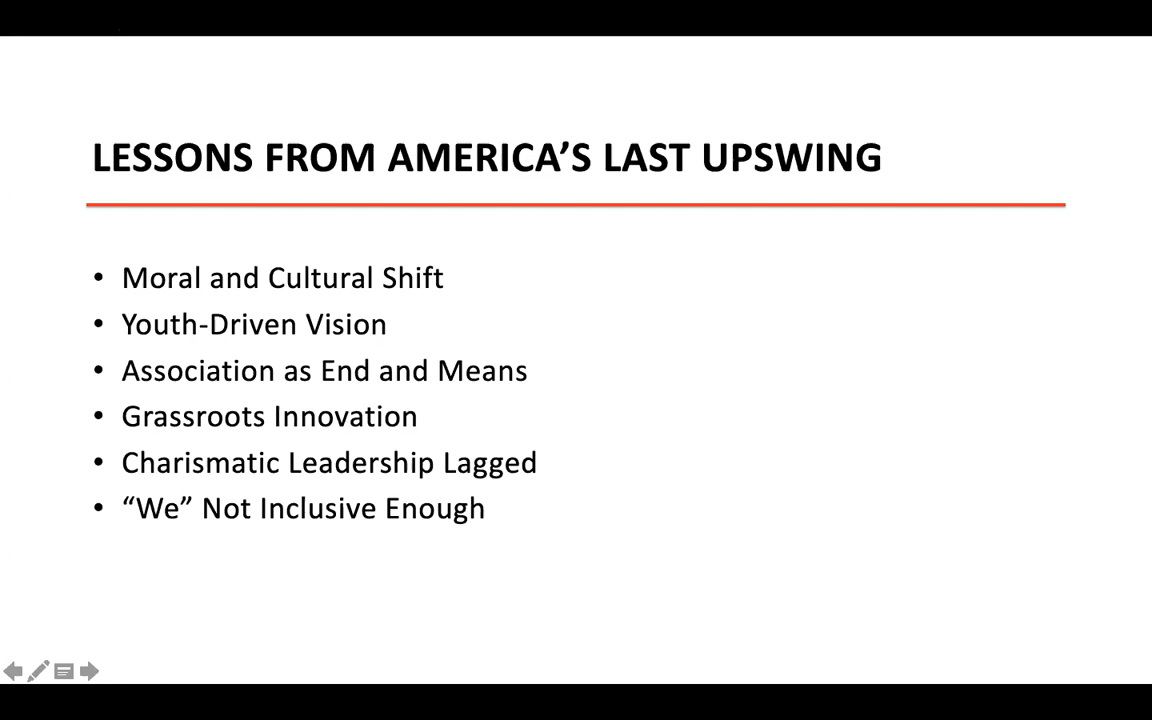 LESSONS FROM AMERICA’S LAST UPSWING
• Moral and Cultural Shift
• Youth-Driven Vision
• Association as End and Means
• Grassroots Innovation
• Charismatic Leadership Lagged
• “We” Not Inclusive Enough